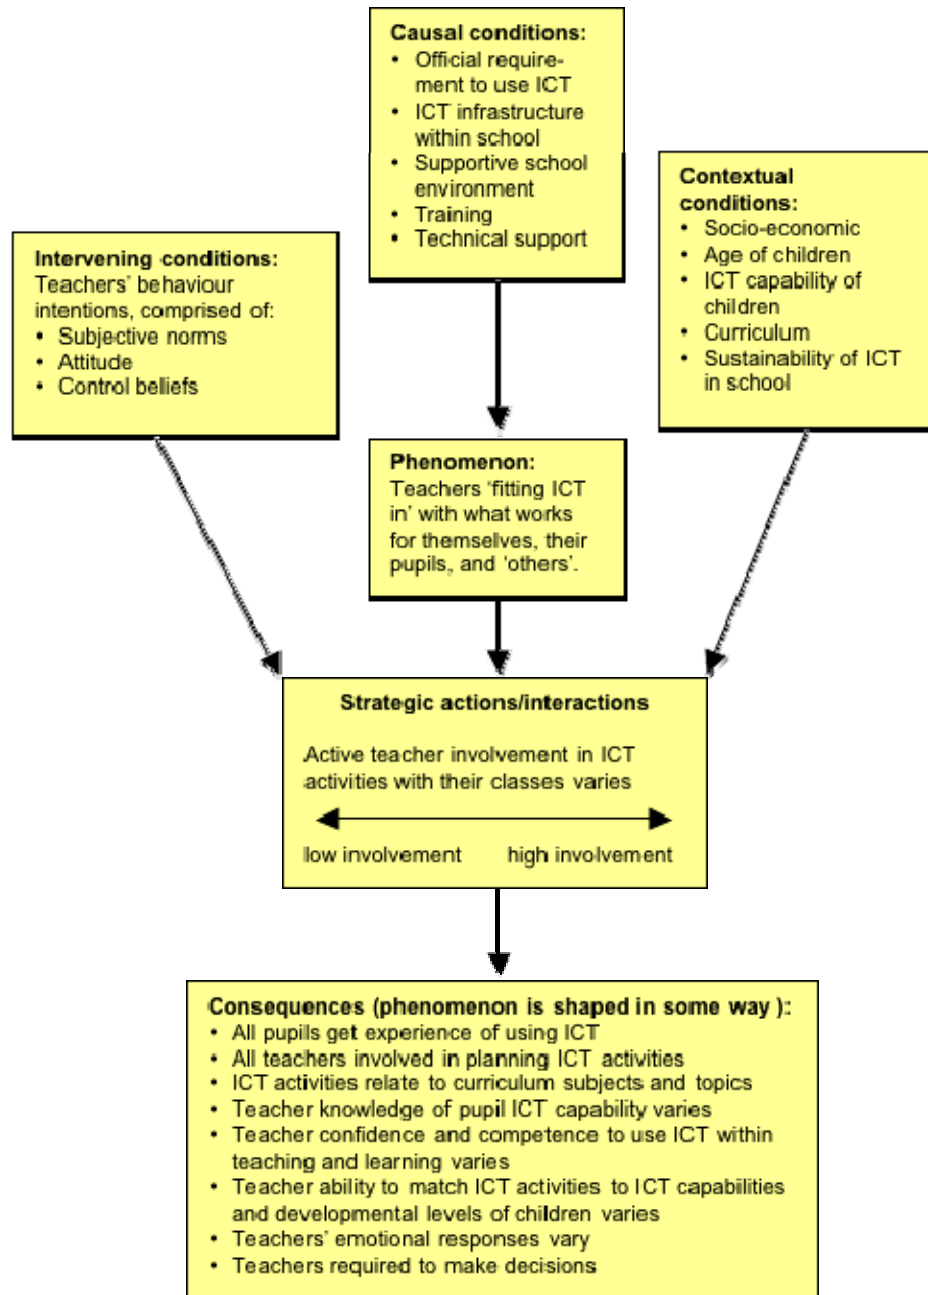 Causal conditions:
• Official require-
ment to use ICT
• ICT infrastructure
within school
• Supportive school
environment
• Training
• Technical support
Contextual
conditions:
• Socio-economic
• Age of children
• ICT capability of
children
• Curriculum
• Sustainability of ICT
in school
Intervening conditions:
Teachers’ behaviour
intentions, comprised of:
• Subjective norms
• Attitude
• Control beliefs
Phenomenon:
Teachers ‘fitting ICT
in’ with what works
for themselves, their
pupils, and ‘others’.
Strategic actions/interactions
Active teacher involvement in ICT
activities with their classes varies
low involvement high involvement
Consequences (phenomenon is shaped in some way ):
• All pupils get experience of using ICT
• All teachers involved in planning ICT activities
• ICT activities relate to curriculum subjects and topics
• Teacher knowledge of pupil ICT capability varies
• Teacher confidence and competence to use ICT within
teaching and learning varies
• Teacher ability to match ICT activities to ICT capabilities
and developmental levels of children varies
• Teachers’ emotional responses vary
• Teachers required to make decisions